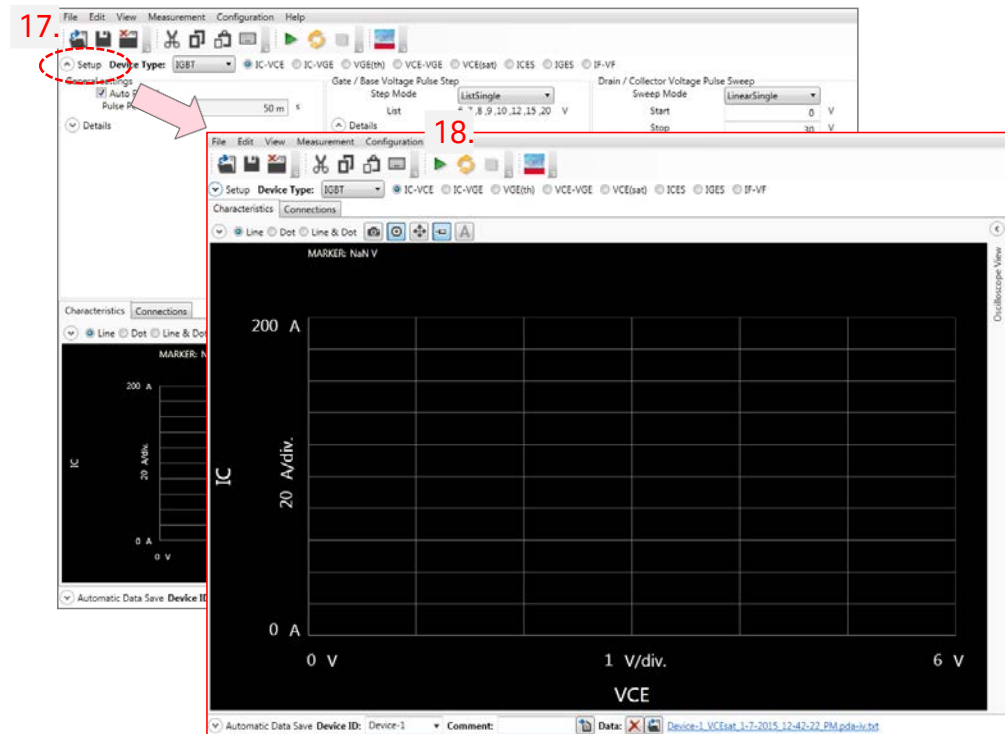 17.
File Edit View Measurement Configuration Help
Setup Device Type: IGBT IC-VCE IC-VGE VGE(th) VCE-VGE VCE(sat) ICES IGES IF-VF
General settings Gate / Base Voltage Pulse Step Drain / Collector Voltage Pulse Sweep
Auto Step Mode ListSingle Sweep Mode LinearSingle
Pulse 50 m s List ,7,8,9,10,12,15,20 V Start 0 V
Details Details Stop 30 V
Characteristics Connections
Line Dot Line & Do
MARKER: N
200 A
IC
20 A/div.
0 A
0 V
Automatic Data Save Device ID
18.
File Edit View Measurement Configuration
Setup Device Type: IGBT IC-VCE IC-VGE VGE(th) VCE-VGE VCE(sat) ICES IGES IF-VF
Characteristics Connections
Line Dot Line & Dot A
MARKER: NaN V
Oscilloscope View
200 A
IC
20 A/div.
0 A
0 V 1 V/div. 6 V
VCE
Automatic Data Save Device ID: Device-1 Comment: Data: Device-1_VCEsat_1-7-2015_12-42-22_PM.pda-iv.txt